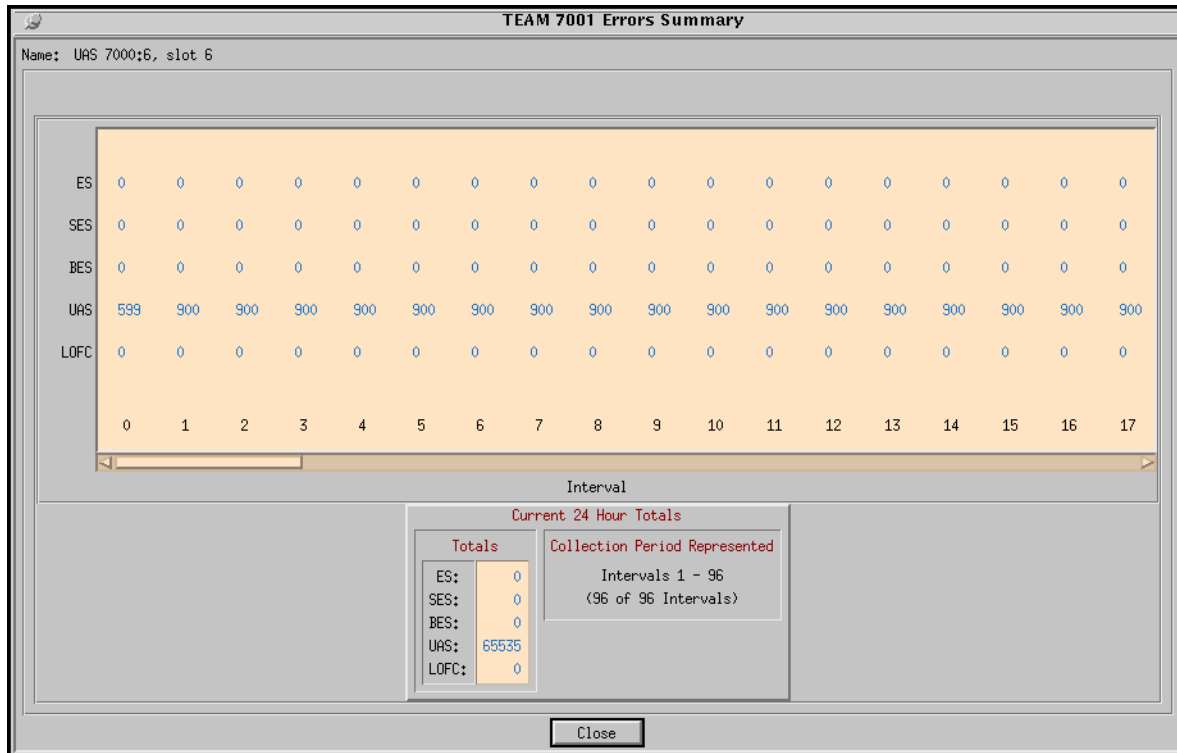 TEAM 7001 Errors Summary
Name: UAS 7000:6, slot 6
ES 0 0 0 0 0 0 0 0 0 0 0 0 0 0 0 0 0 0
SES 0 0 0 0 0 0 0 0 0 0 0 0 0 0 0 0 0 0
BES 0 0 0 0 0 0 0 0 0 0 0 0 0 0 0 0 0 0
UAS 599 900 900 900 900 900 900 900 900 900 900 900 900 900 900 900 900 900
LOFC 0 0 0 0 0 0 0 0 0 0 0 0 0 0 0 0 0 0
0 1 2 3 4 5 6 7 8 9 10 11 12 13 14 15 16 17
Interval
Current 24 Hour Totals
Totals
ES: 0
SES: 0
BES: 0
UAS: 65535
LOFC: 0
Collection Period Represented
Intervals 1 - 96
(96 of 96 Intervals)
Close